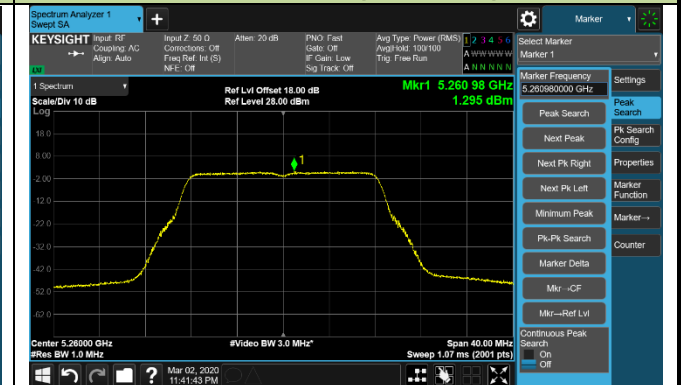 Spectrum Analyzer 1
Swept SA
+
Marker
KEYSIGHT
Input: RF
Coupling: AC
Align: Auto
Input Z: 50 Ω
Corrections: Off
Freq Ref: Int (S)
NFE: Off
Atten: 20 dB
PNO: Fast
Gate: Off
IF Gain: Low
Sig Track: Off
Avg Type: Power (RMS)
Avg|Hold: 100/100
Trig: Free Run
1 2 3 4 5 6
A W W W W W
A N N N N N
Select Marker
Marker 1
1 Spectrum
Scale/Div 10 dB
Log
Ref Lvl Offset 18.00 dB
Ref Level 28.00 dBm
Mkr1 5.260 98 GHz
1.295 dBm
Marker Frequency
5.260980000 GHz
Settings
Peak Search
Peak
Search
Next Peak
Pk Search
Config
Next Pk Right
Properties
Next Pk Left
Marker
Function
Minimum Peak
Marker→
Pk-Pk Search
Counter
Marker Delta
Mkr→CF
Mkr→Ref Lvl
Continuous Peak
Search
On
Off
18.0
8.00
-2.00
-12.0
-22.0
-32.0
-42.0
-52.0
-62.0
1
Center 5.26000 GHz
#Res BW 1.0 MHz
#Video BW 3.0 MHz*
Span 40.00 MHz
Sweep 1.07 ms (2001 pts)
?
Mar 02, 2020
11:41:43 PM